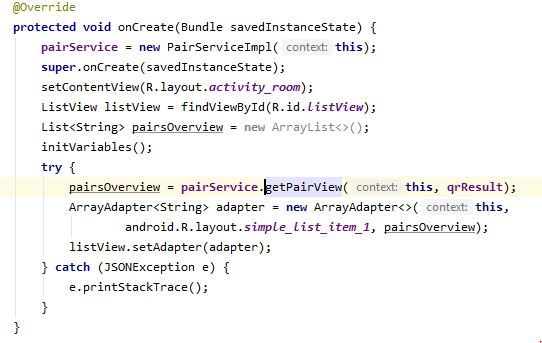 @Override
protected void onCreate(Bundle savedInstanceState) {
pairService = new PairServiceImpl( context: this);
super.onCreate(savedInstanceState);
setContentView(R.layout.activity_room);
ListView listView = findViewById(R.id.listView);
List<String> pairsOverview = new ArrayList<>();
initVariables();
try {
pairsOverview = pairService.getPairView( context: this, qrResult);
ArrayAdapter<String> adapter = new ArrayAdapter<>( context: this,
android.R.layout.simple_list_item_1, pairsOverview);
listView.setAdapter(adapter);
} catch (JSONException e) {
e.printStackTrace();
}
}